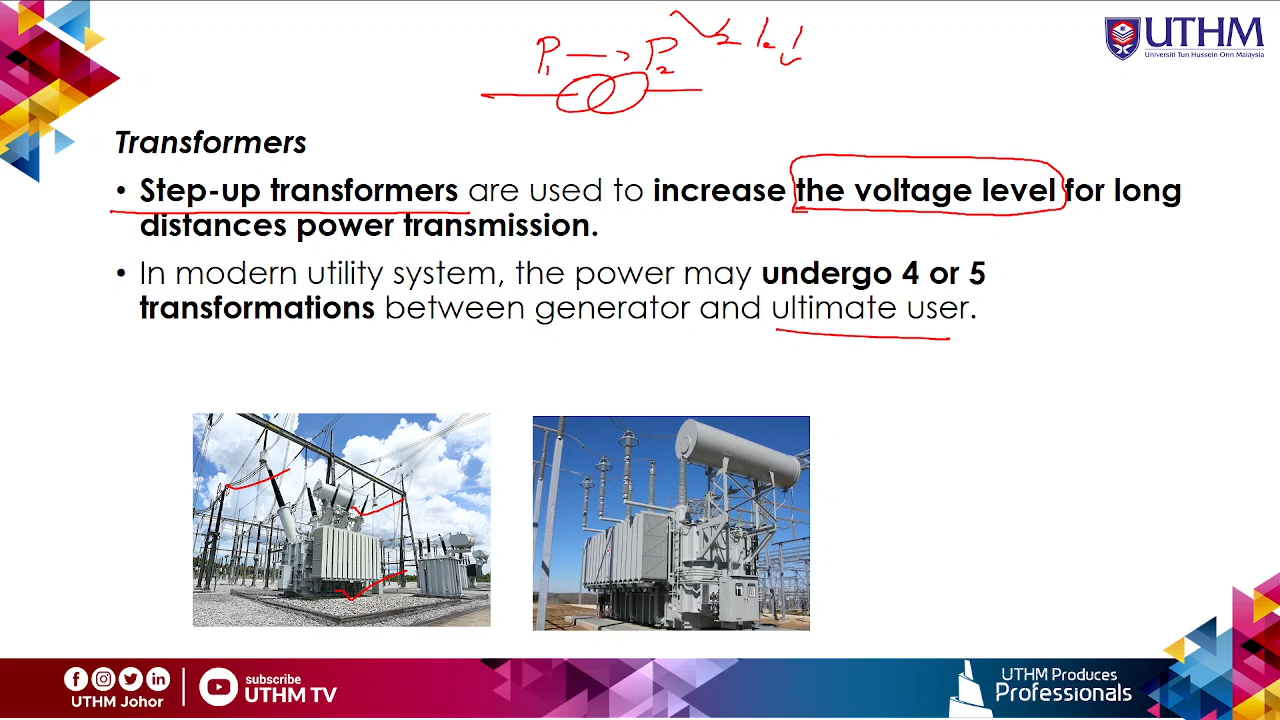 P1 → P2
UTHM
Universiti Tun Hussein Onn Malaysia
Transformers
• Step-up transformers are used to increase the voltage level for long
distances power transmission.
• In modern utility system, the power may undergo 4 or 5
transformations between generator and ultimate user.
UTHM Johor
subscribe
UTHM TV
UTHM Produces
Professionals